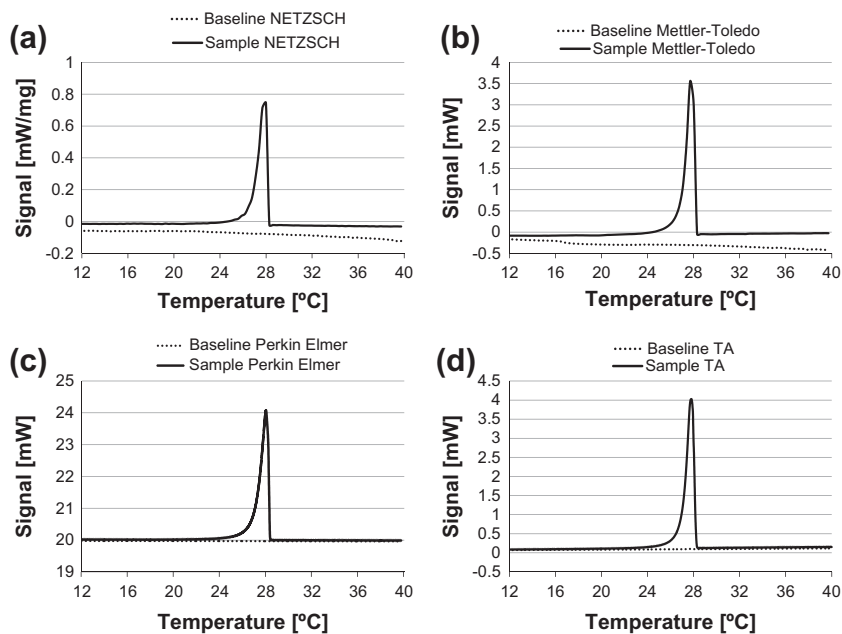 (a)
Baseline NETZSCH
Sample NETZSCH
Signal [mW/mg]
1
0.8
0.6
0.4
0.2
0
-0.2
12 16 20 24 28 32 36 40
Temperature [ºC]
(b)
Baseline Mettler-Toledo
Sample Mettler-Toledo
Signal [mW]
4
3.5
3
2.5
2
1.5
1
0.5
0
-0.5
12 16 20 24 28 32 36 40
Temperature [ºC]
(c)
Baseline Perkin Elmer
Sample Perkin Elmer
Signal [mW]
25
24
23
22
21
20
19
12 16 20 24 28 32 36 40
Temperature [ºC]
(d)
Baseline TA
Sample TA
Signal [mW]
4.5
4
3.5
3
2.5
2
1.5
1
0.5
0
-0.5
12 16 20 24 28 32 36 40
Temperature [ºC]